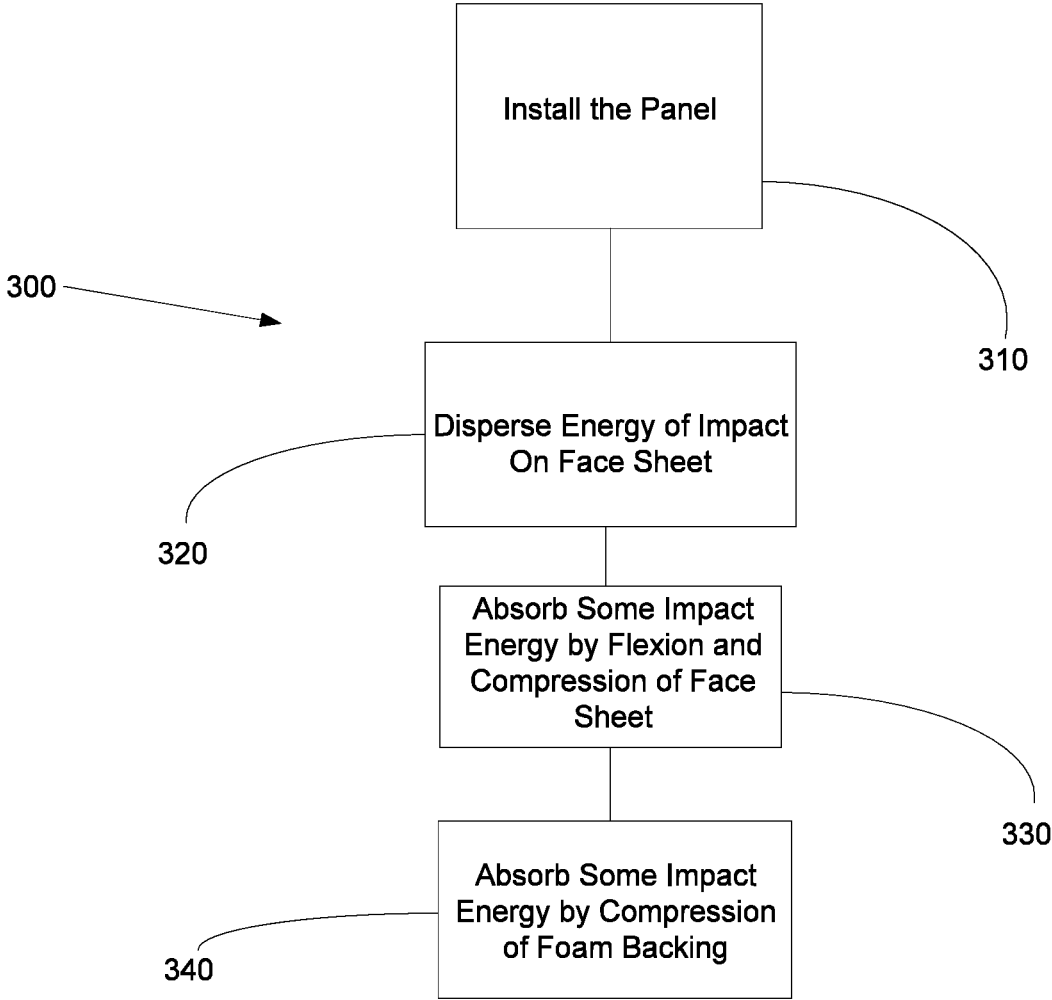 Install the Panel
300
310
Disperse Energy of Impact
On Face Sheet
320
Absorb Some Impact
Energy by Flexion and
Compression of Face
Sheet
330
Absorb Some Impact
Energy by Compression
of Foam Backing
340